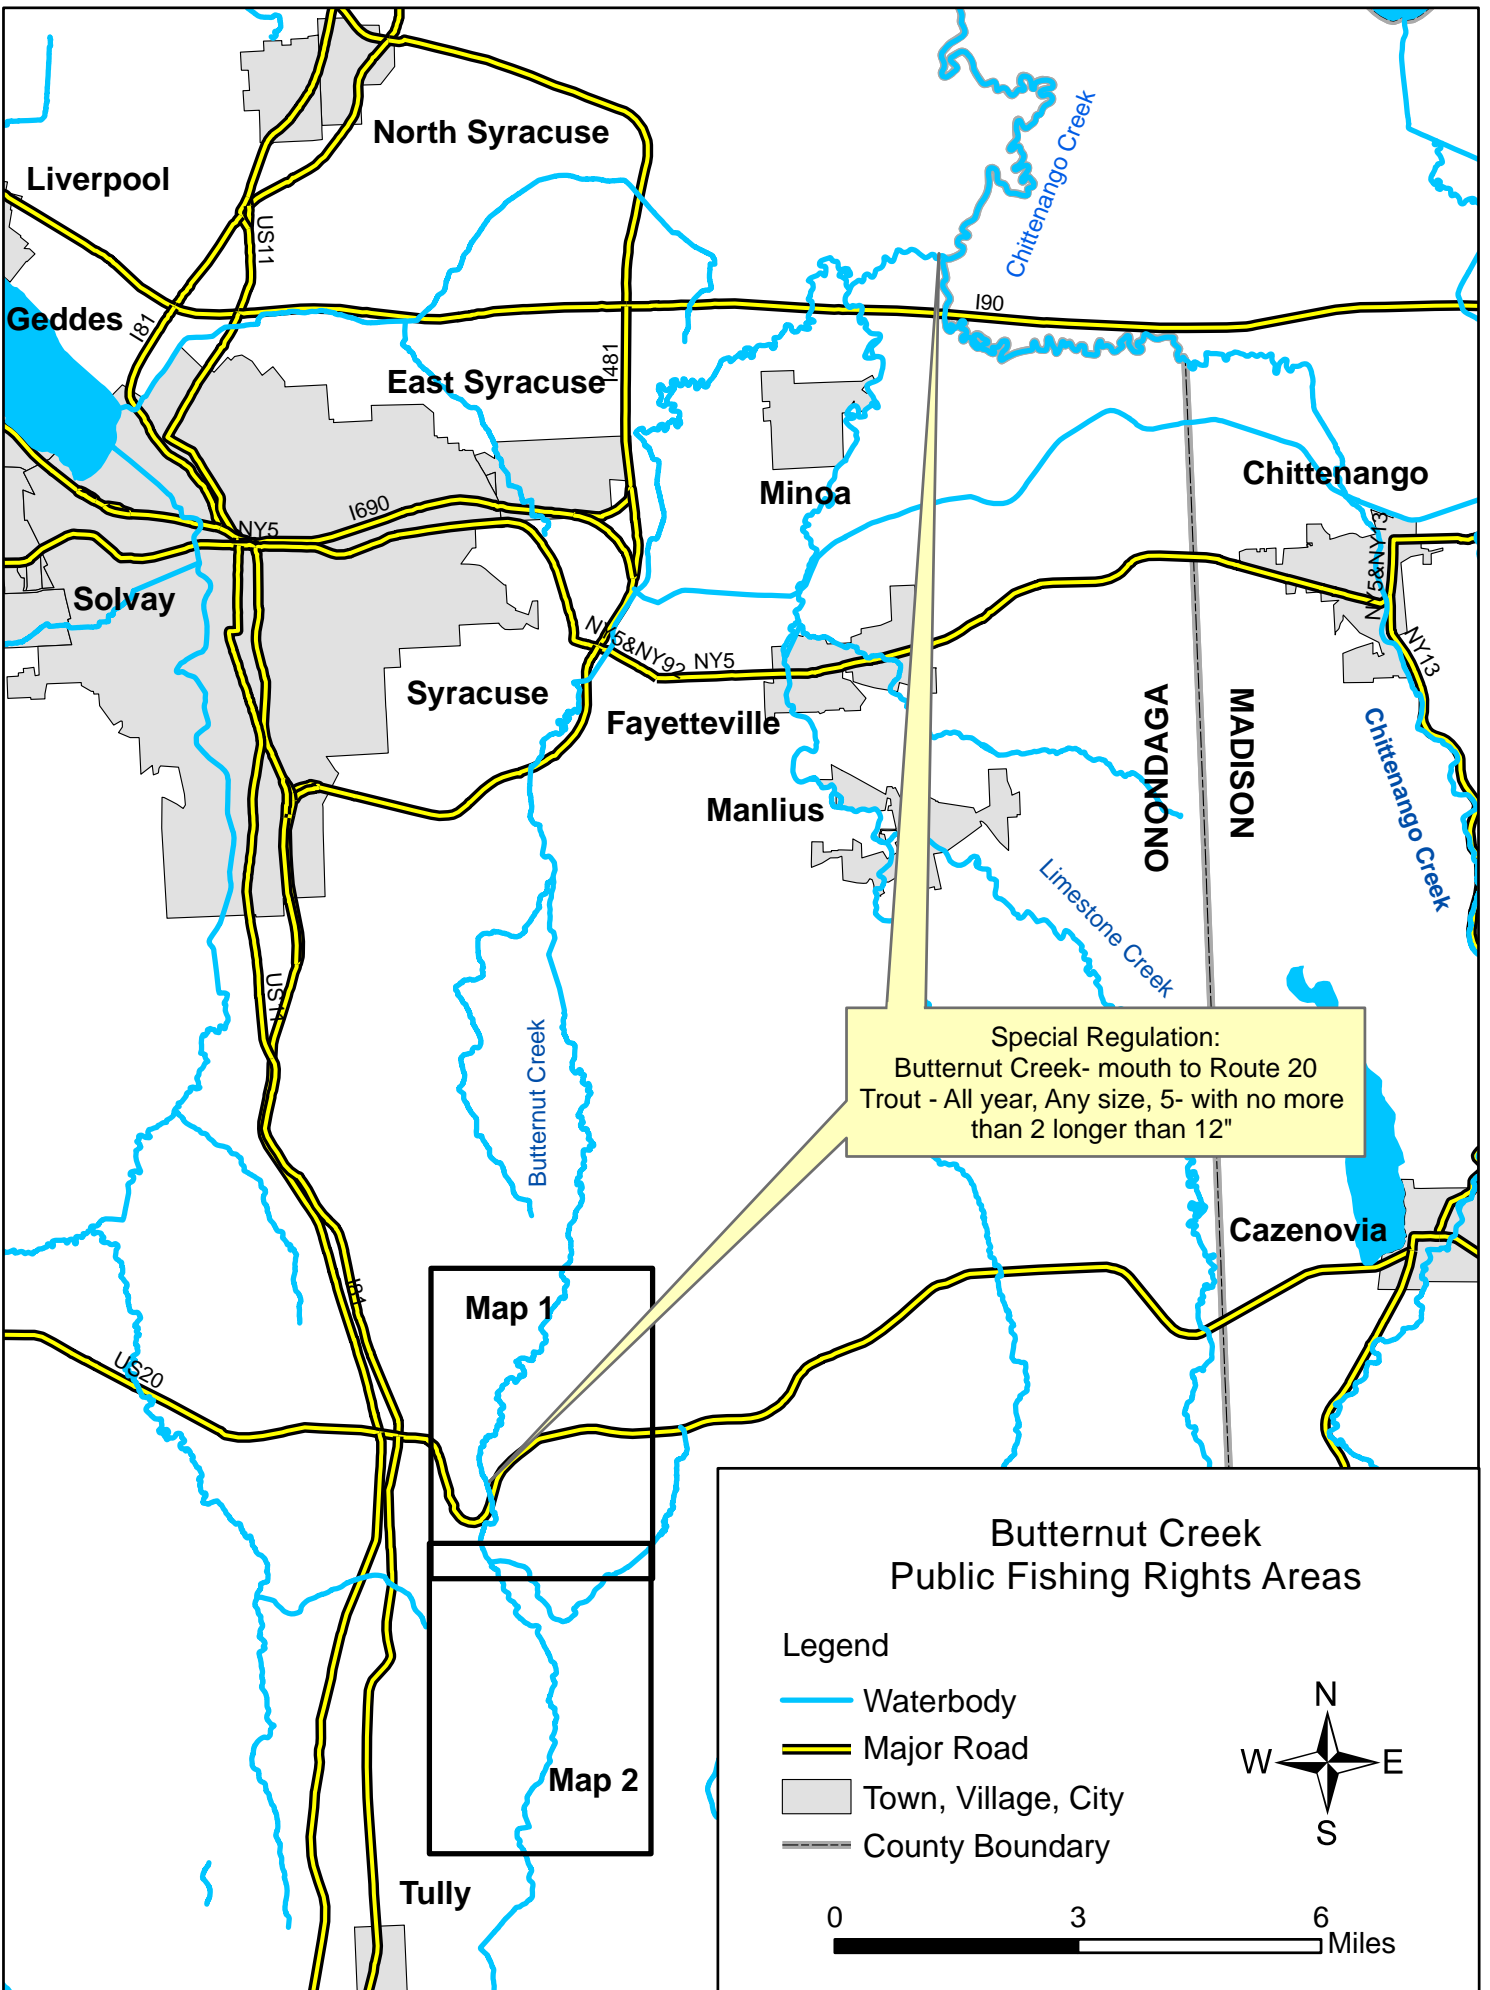 North Syracuse
Chittenango Creek
Liverpool
US11
Geddes
I81
I90
East Syracuse
I481
Minoa
Chittenango
I690
NY5
NY5&NY13
Solvay
NY5&NY92
NY5
NY13
Syracuse
Fayetteville
ONONDAGA
MADISON
Manlius
Chittenango Creek
Limestone Creek
US11
Butternut Creek
Special Regulation:
Butternut Creek- mouth to Route 20
Trout - All year, Any size, 5- with no more
than 2 longer than 12"
Cazenovia
I81
Map 1
US20
Butternut Creek
Public Fishing Rights Areas
Legend
Waterbody
Major Road
Town, Village, City
County Boundary
N
W
E
S
Map 2
Tully
0 3 6
Miles